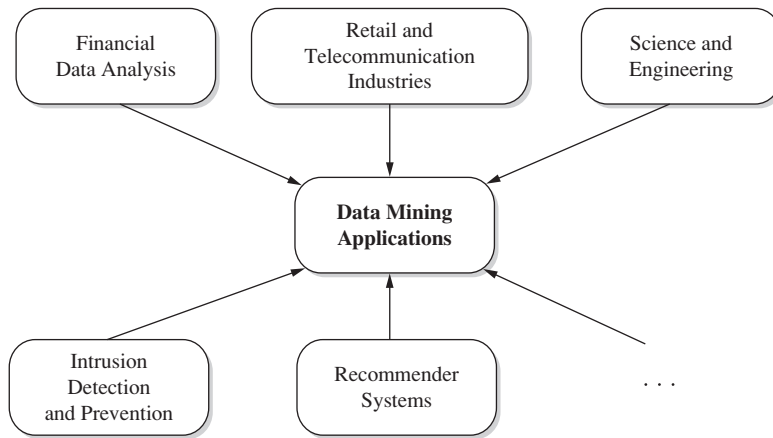 Financial
Data Analysis
Retail and
Telecommunication
Industries
Science and
Engineering
Data Mining
Applications
Intrusion
Detection
and Prevention
Recommender
Systems
. . .